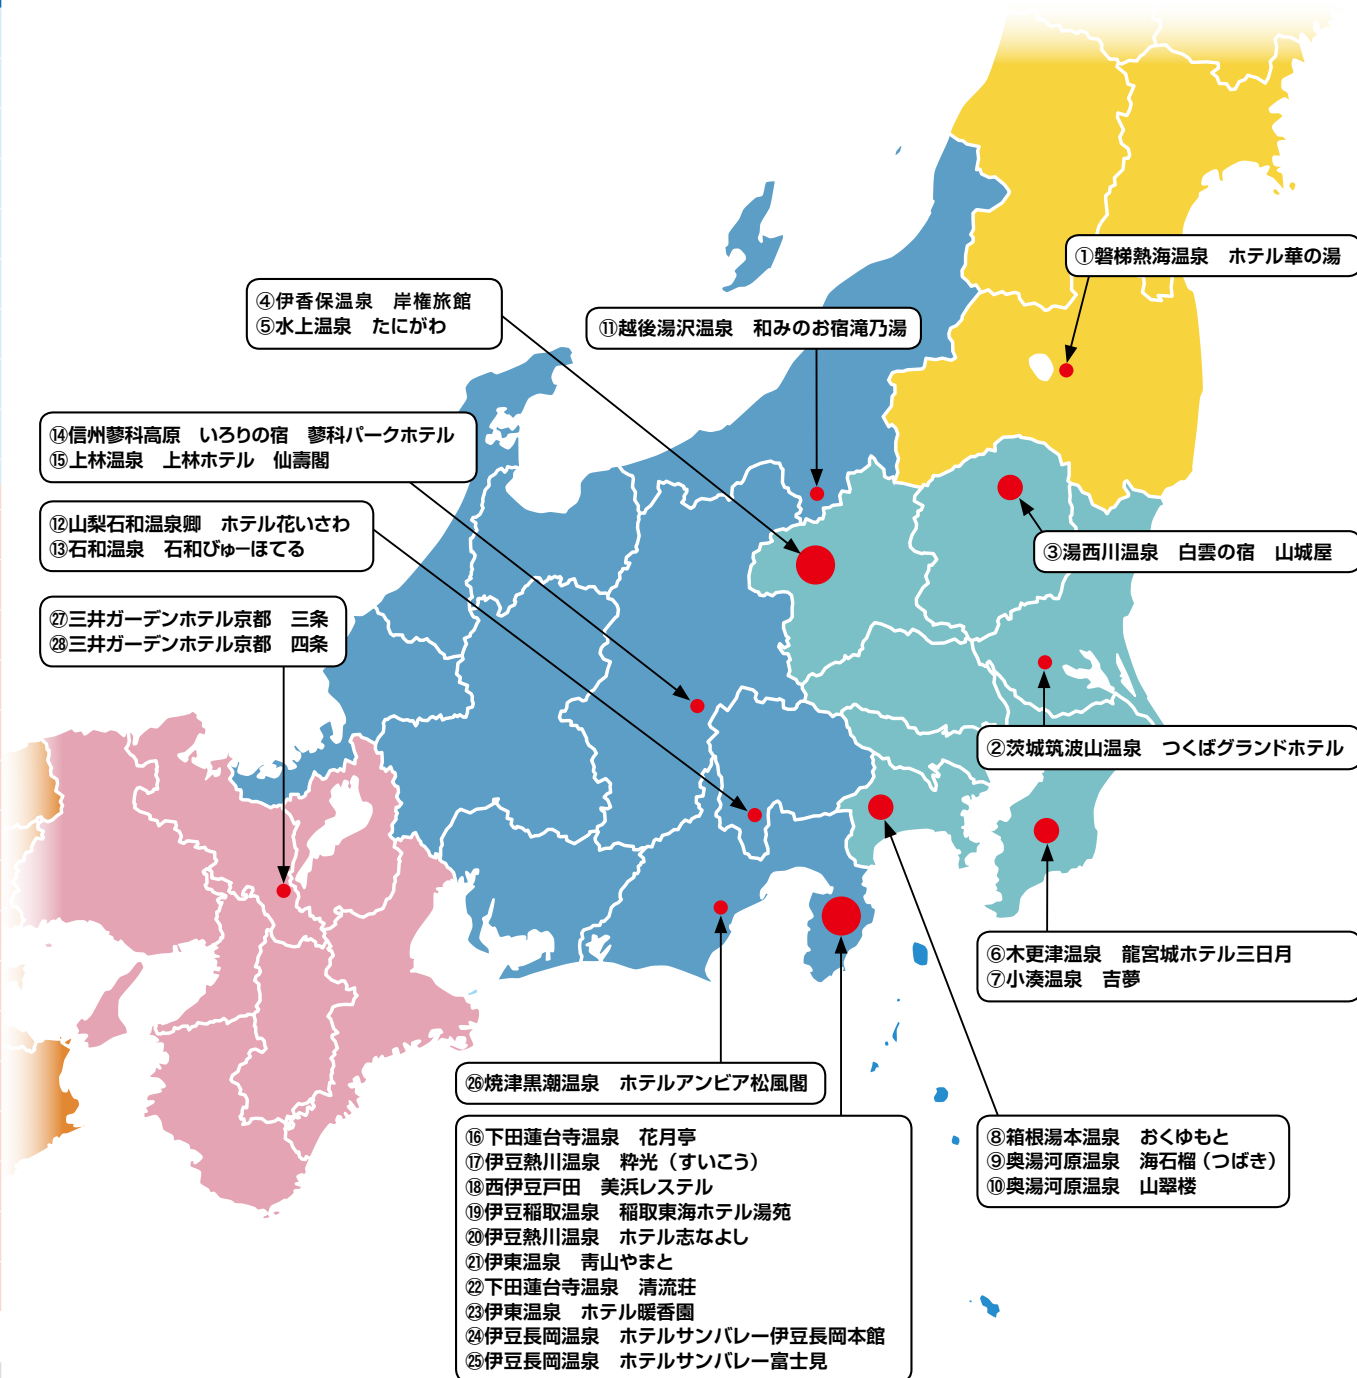 ①磐梯熱海温泉　ホテル華の湯
④伊香保温泉　岸権旅館
⑤水上温泉　たにがわ
⑪越後湯沢温泉　和みのお宿滝乃湯
⑭信州蓼科高原　いろりの宿　蓼科パークホテル
⑮上林温泉　上林ホテル　仙壽閣
⑫山梨石和温泉卿　ホテル花いさわ
⑬石和温泉　石和びゅーほてる
③湯西川温泉　白雲の宿　山城屋
㉗三井ガーデンホテル京都　三条
㉘三井ガーデンホテル京都　四条
②茨城筑波山温泉　つくばグランドホテル
⑥木更津温泉　龍宮城ホテル三日月
⑦小湊温泉　吉夢
㉖焼津黒潮温泉　ホテルアンビア松風閣
⑯下田蓮台寺温泉　花月亭
⑰伊豆熱川温泉　粋光（すいこう）
⑱西伊豆戸田　美浜レステル
⑲伊豆稲取温泉　稲取東海ホテル湯苑
⑳伊豆熱川温泉　ホテル志なよし
㉑伊東温泉　青山やまと
㉒下田蓮台寺温泉　清流荘
㉓伊東温泉　ホテル暖香園
㉔伊豆長岡温泉　ホテルサンバレー伊豆長岡本館
㉕伊豆長岡温泉　ホテルサンバレー富士見
⑧箱根湯本温泉　おくゆもと
⑨奥湯河原温泉　海石榴（つばき）
⑩奥湯河原温泉　山翠楼